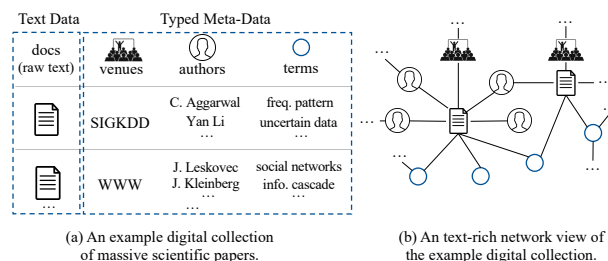 Text Data Typed Meta-Data
docs
(raw text) venues authors terms
SIGKDD C. Aggarwal
Yan Li
... freq. pattern
uncertain data
...
...
WWW J. Leskovec
J. Kleinberg
... social networks
info. cascade
...
...
...
(a) An example digital collection
of massive scientific papers.
...
...
...
...
...
...
...
(b) An text-rich network view of
the example digital collection.